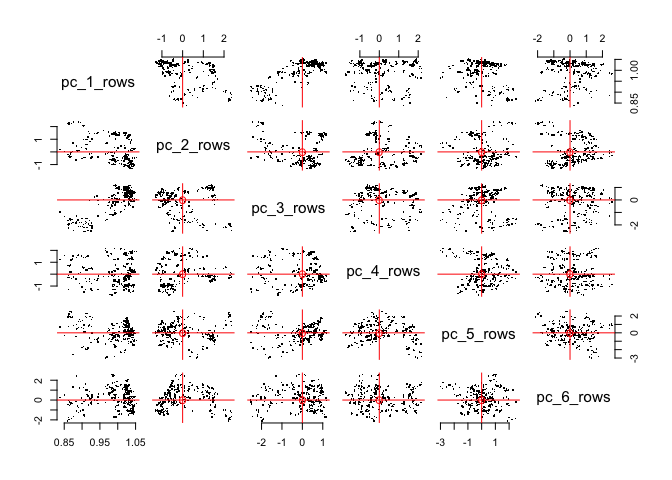 -1 0 1 2
-1 0 1 2
-2 0 1 2
pc_1_rows
0.85 1.00
-1 1
pc_2_rows
pc_3_rows
-2 0
-1 1
pc_4_rows
pc_5_rows
-3 -1 0 1 2
-2 0 2
pc_6_rows
0.85 0.95 1.05
-2 -1 0 1
-3 -1 1